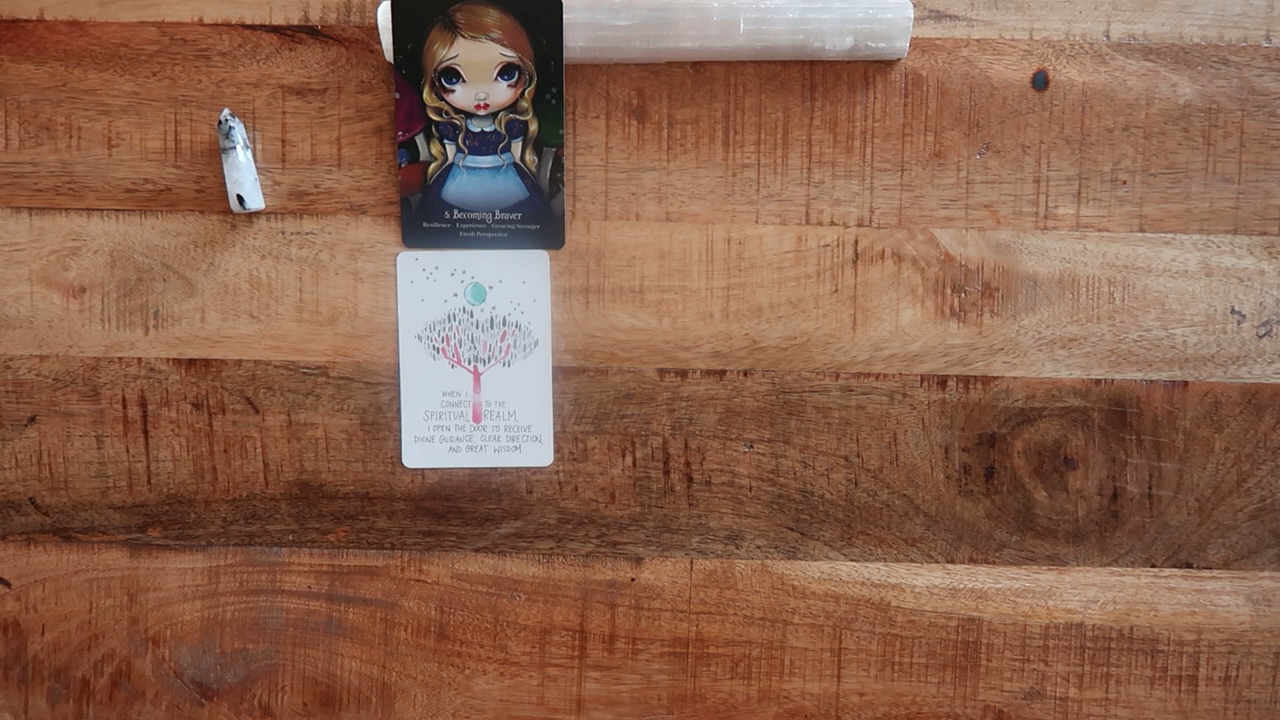 5. Becoming Braver
Resilience Experience Growing Stronger
Fresh Perspective
WHEN I
CONNECT TO THE
SPIRITUAL REALM,
I OPEN THE DOOR TO RECEIVE
DIVINE GUIDANCE, CLEAR DIRECTION,
AND GREAT WISDOM